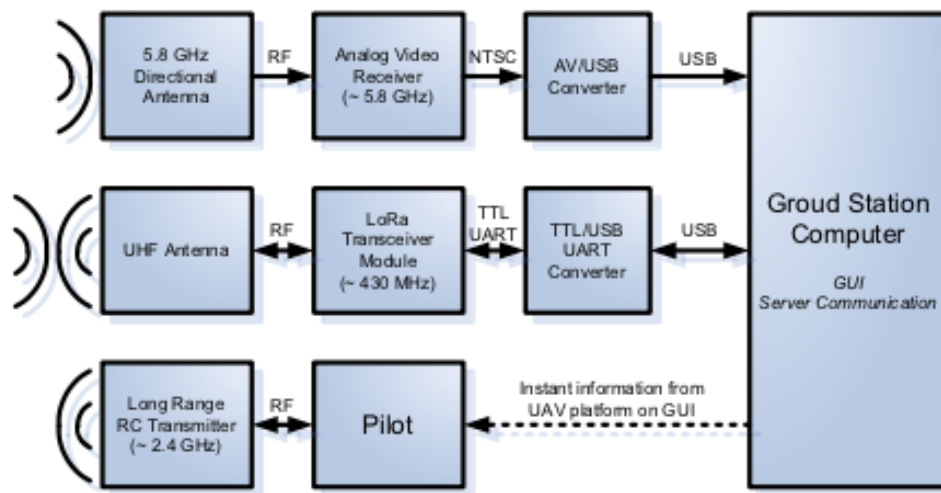 5.8 GHz
Directional
Antenna
RF
Analog Video
Receiver
(~ 5.8 GHz)
NTSC
AV/USB
Converter
USB
UHF Antenna
RF
LoRa
Transceiver
Module
(~ 430 MHz)
TTL
UART
TTL/USB
UART
Converter
USB
Groud Station
Computer
GUI
Server Communication
Long Range
RC Transmitter
(~ 2.4 GHz)
RF
Pilot
Instant information from
UAV platform on GUI